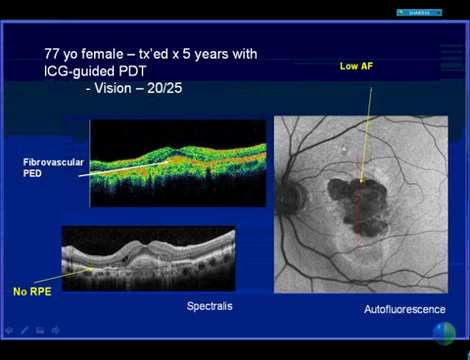 SHARING
77 yo female – tx'ed x 5 years with
ICG-guided PDT
- Vision – 20/25
Low AF
Fibrovascular
PED
No RPE
Spectralis
Autofluorescence